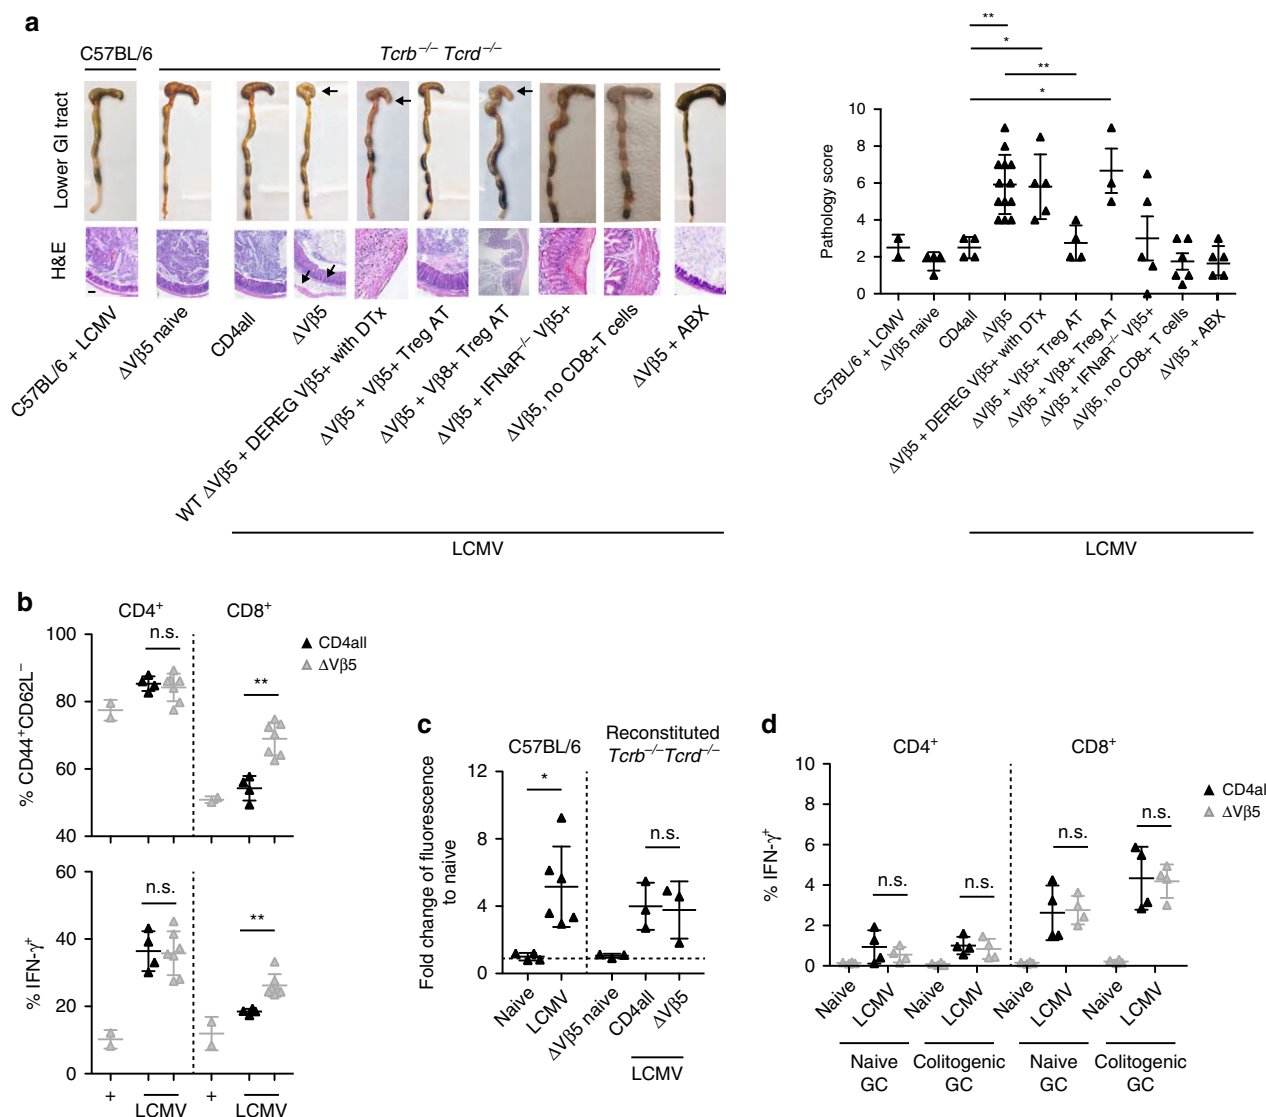 a
C57BL/6
Tcrb–/– Tcrd–/–
Lower GI tract
H&E
C57BL/6 + LCMV
ΔVβ5 naive
CD4all
ΔVβ5
WT ΔVβ5 + DEREG Vβ5+ with DTx
ΔVβ5 + Vβ5+ Treg AT
ΔVβ5 + Vβ8+ Treg AT
ΔVβ5 + IFNaR–/– Vβ5+
ΔVβ5, no CD8+T cells
ΔVβ5 + ABX
LCMV
**
*
**
*
Pathology score
10
8
6
4
2
0
C57BL/6 + LCMV
ΔVβ5 naive
CD4all
ΔVβ5
ΔVβ5 + DEREG Vβ5+ with DTx
ΔVβ5 + Vβ5+ Treg AT
ΔVβ5 + Vβ8+ Treg AT
ΔVβ5 + IFNaR–/– Vβ5+
ΔVβ5, no CD8+ T cells
ΔVβ5 + ABX
LCMV
b
CD4+
CD8+
n.s.
**
CD4all
ΔVβ5
% CD44+CD62L–
100
80
60
40
n.s.
**
% IFN-γ+
60
40
20
0
+
LCMV
+
LCMV
c
C57BL/6
Reconstituted
Tcrb–/–Tcrd–/–
*
n.s.
Fold change of fluorescence
to naive
12
8
4
0
Naive
LCMV
ΔVβ5 naive
CD4all
ΔVβ5
LCMV
d
CD4+
CD8+
CD4al
ΔVβ5
n.s.
n.s.
n.s.
n.s.
% IFN-γ+
10
8
6
4
2
0
Naive
LCMV
Naive
LCMV
Naive
LCMV
Naive
LCMV
Naive
GC
Colitogenic
GC
Naive
GC
Colitogenic
GC